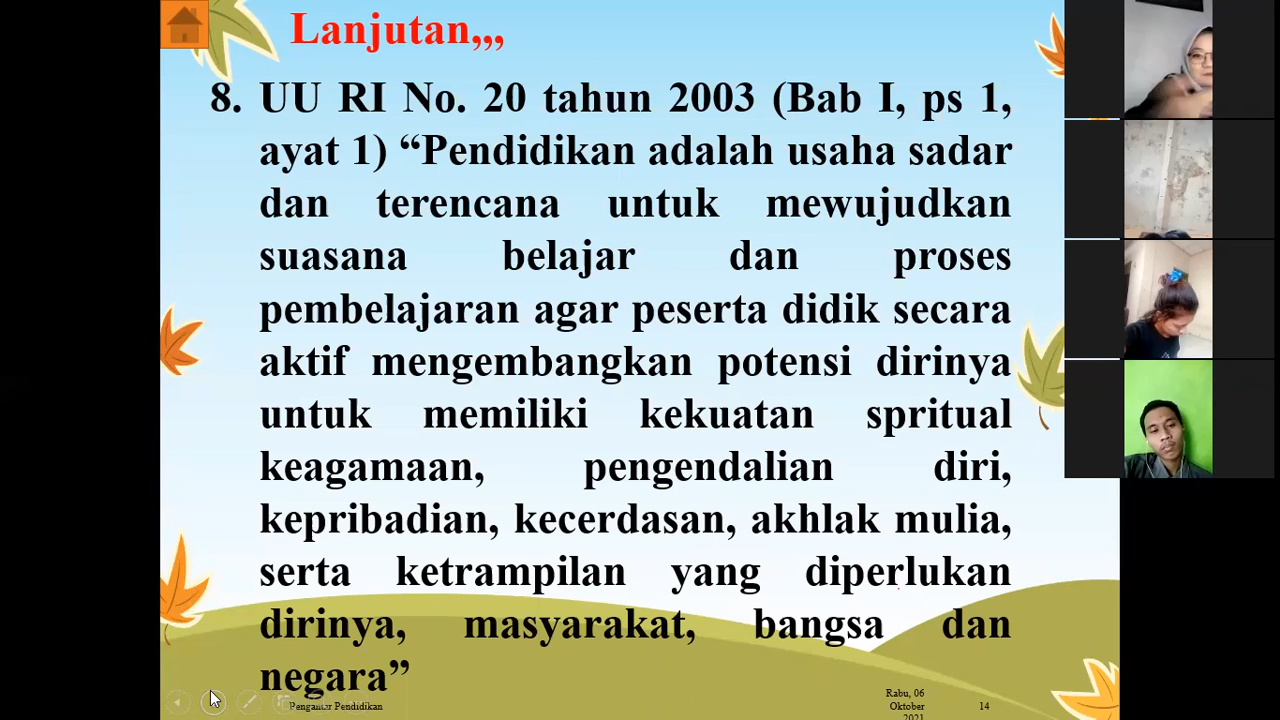 Lanjutan,,,
8. UU RI No. 20 tahun 2003 (Bab I, ps 1,
ayat 1) “Pendidikan adalah usaha sadar
dan terencana untuk mewujudkan
suasana belajar dan proses
pembelajaran agar peserta didik secara
aktif mengembangkan potensi dirinya
untuk memiliki kekuatan spritual
keagamaan, pengendalian diri,
kepribadian, kecerdasan, akhlak mulia,
serta ketrampilan yang diperlukan
dirinya, masyarakat, bangsa dan
negara”
Pengantar Pendidikan
Rabu, 06
Oktober
2021
14